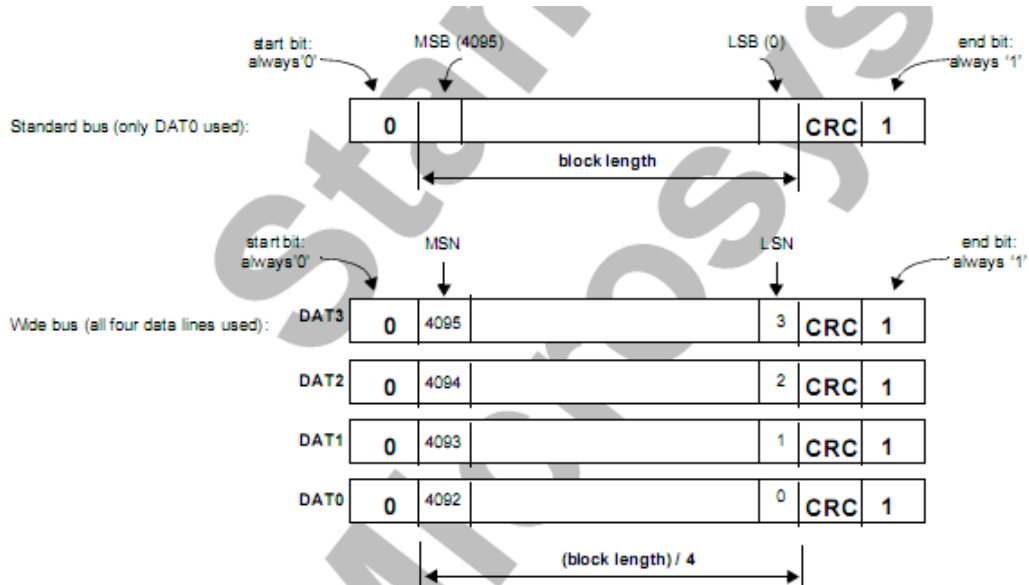 start bit: MSB (4095) LSB (0) end bit:
always'0' always '1'
Standard bus (only DAT0 used): 0 CRC 1
block length
start bit: MSN LSN end bit:
always'0' always '1'
Wide bus (all four data lines used): DAT3 0 4095 3 CRC 1
DAT2 0 4094 2 CRC 1
DAT1 0 4093 1 CRC 1
DAT0 0 4092 0 CRC 1
(block length) / 4